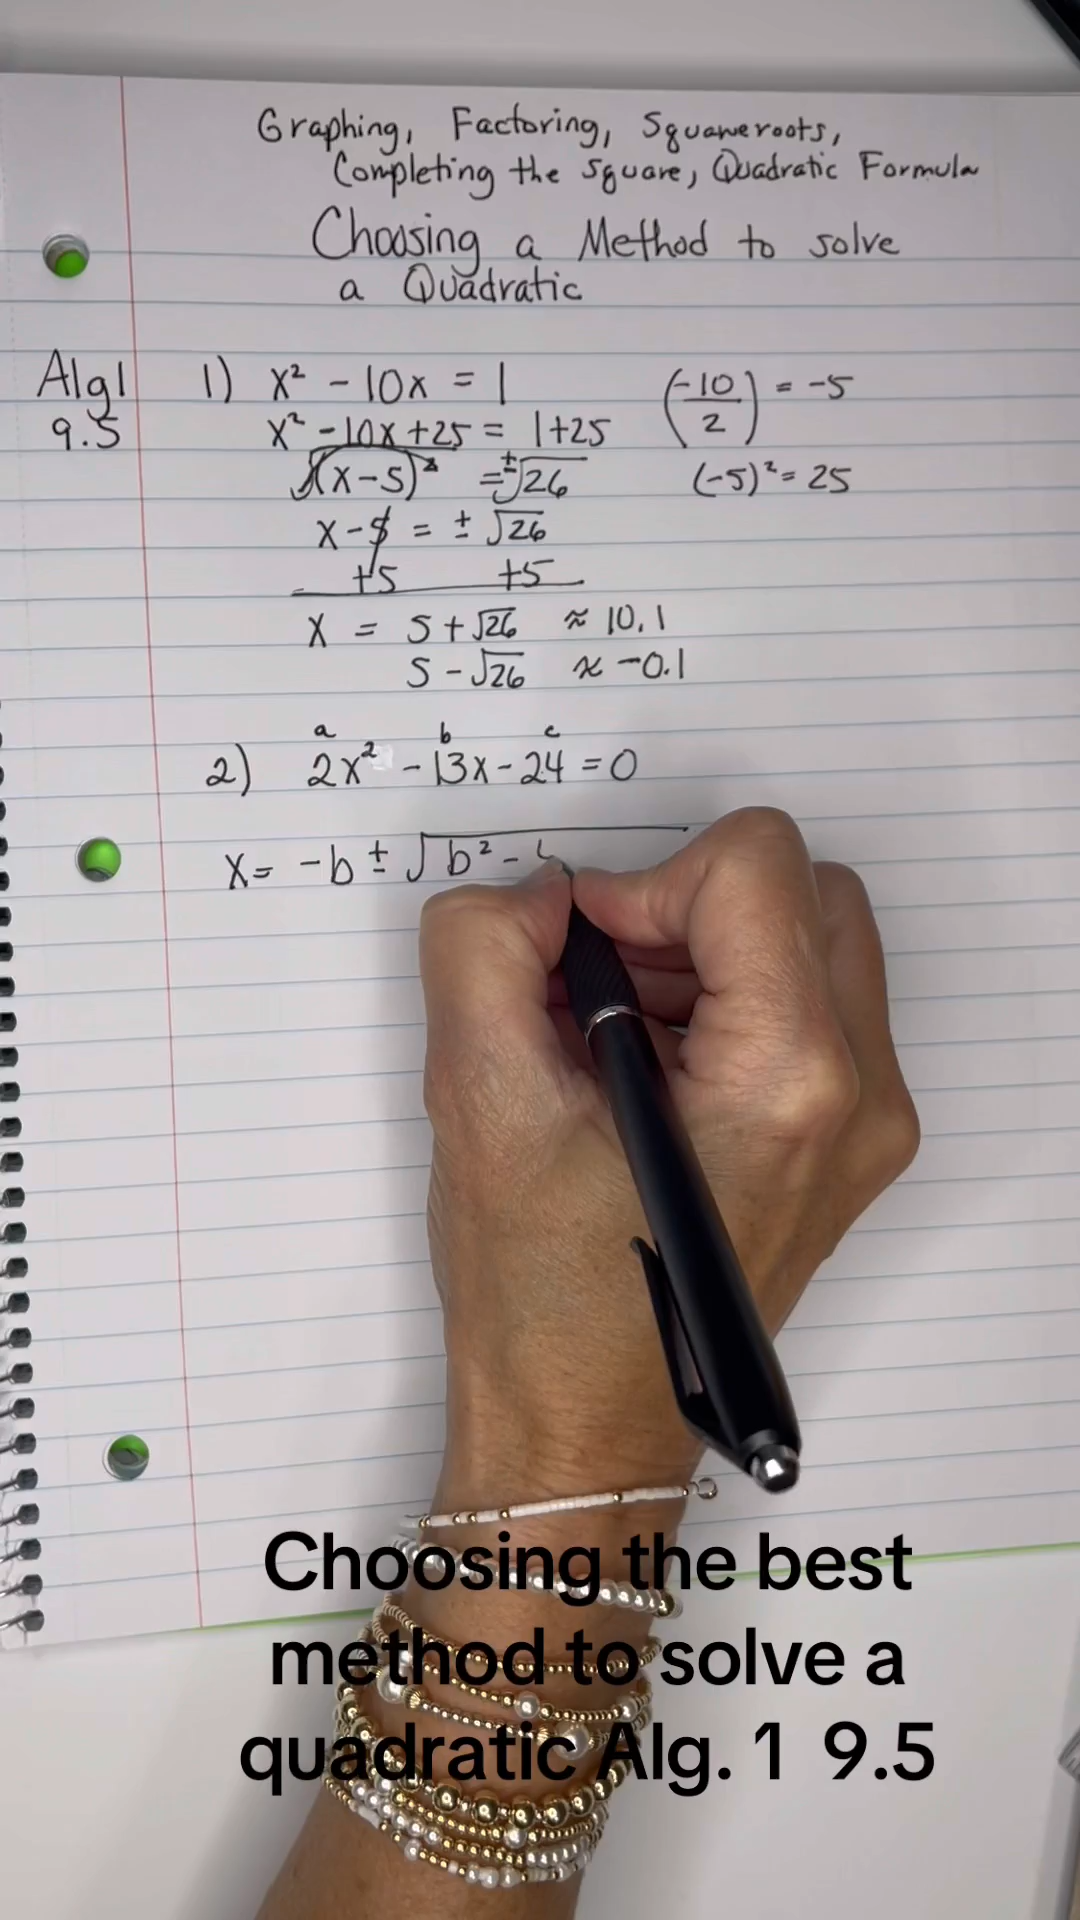 Graphing, Factoring, Squareroots,
Completing the square, Quadratic Formula
Choosing a Method to solve
a Quadratic
Alg1
9.5
1) x² - 10x = 1
(-10/2) = -5
x² - 10x + 25 = 1 + 25
√(x-5)² = ±√26
(-5)² = 25
x - 5 = ± √26
+5 +5
x = 5 + √26 ≈ 10.1
5 - √26 ≈ -0.1
a b c
2) 2x² - 13x - 24 = 0
x = -b ± √b² -
Choosing the best
method to solve a
quadratic Alg. 1 9.5